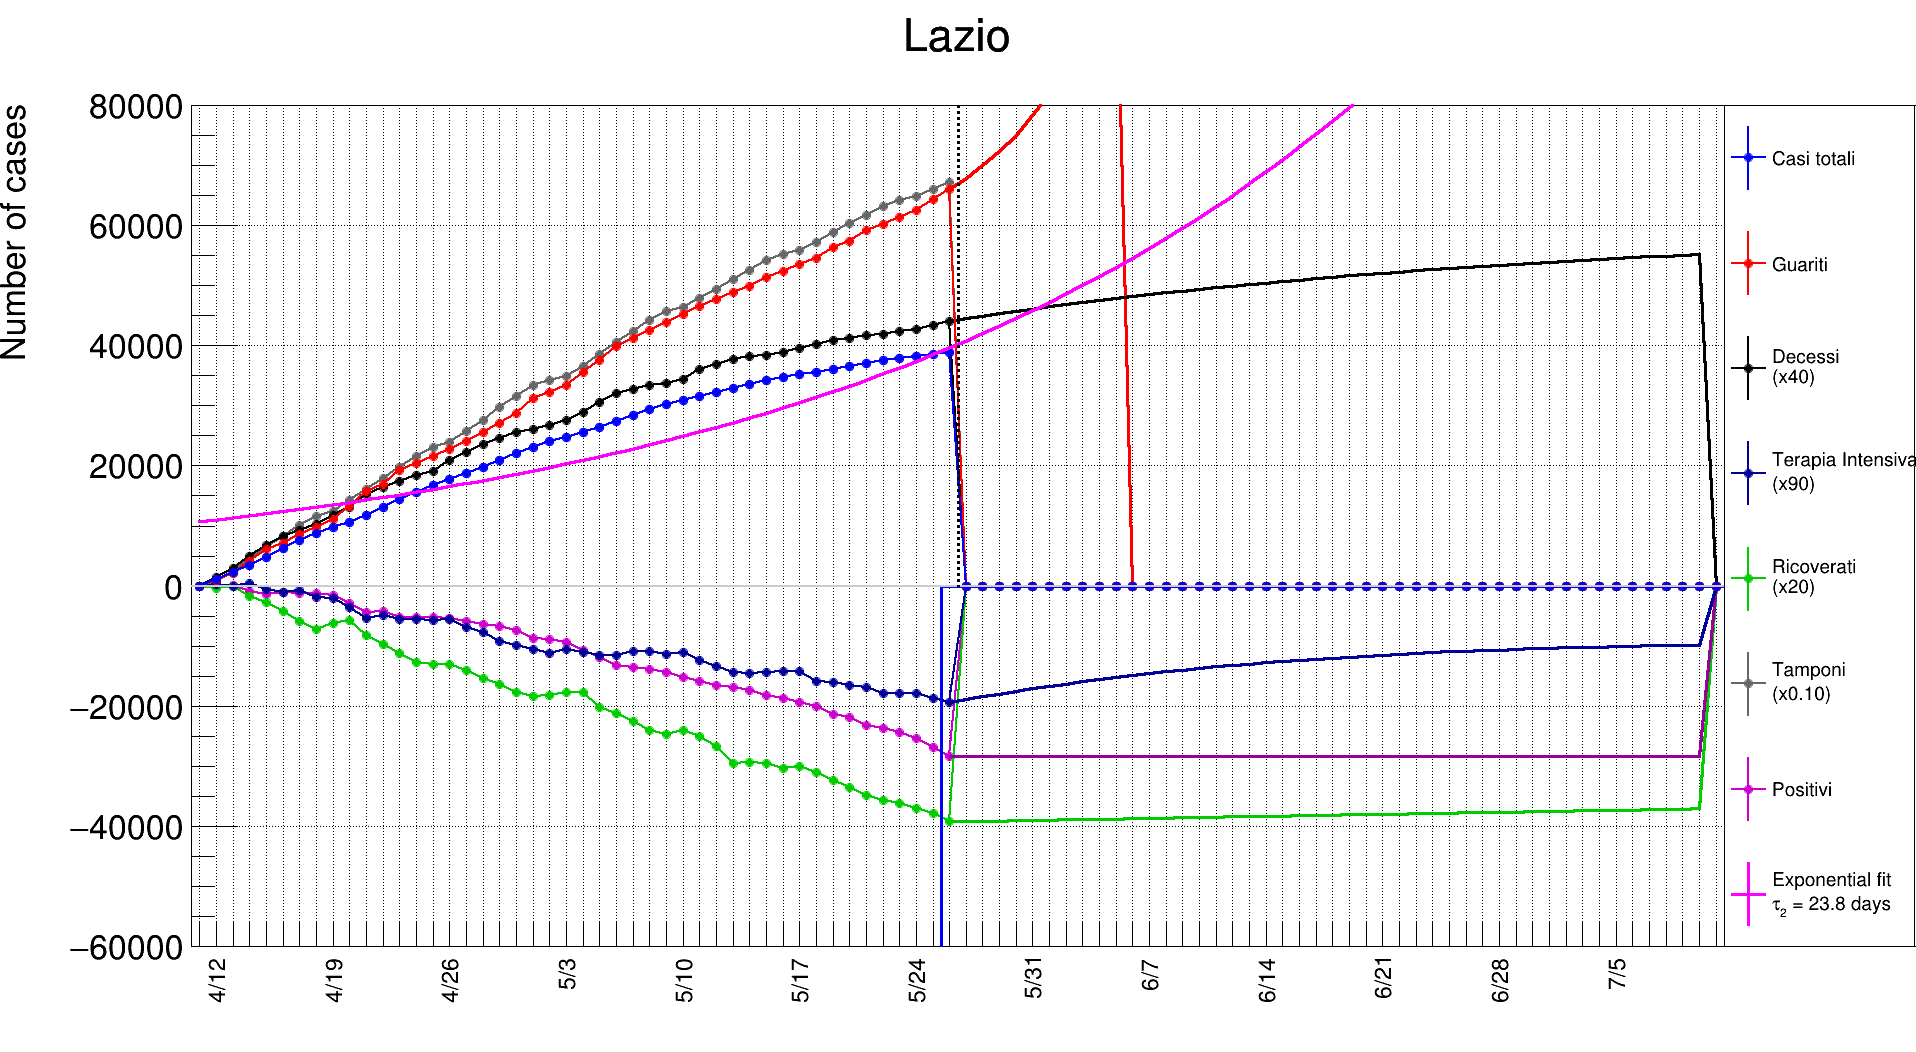 Lazio
Number of cases
80000
60000
40000
20000
0
−20000
−40000
−60000
4/12
4/19
4/26
5/3
5/10
5/17
5/24
5/31
6/7
6/14
6/21
6/28
7/5
Casi totali
Guariti
Decessi
(x40)
Terapia Intensiva
(x90)
Ricoverati
(x20)
Tamponi
(x0.10)
Positivi
Exponential fit
τ2 = 23.8 days